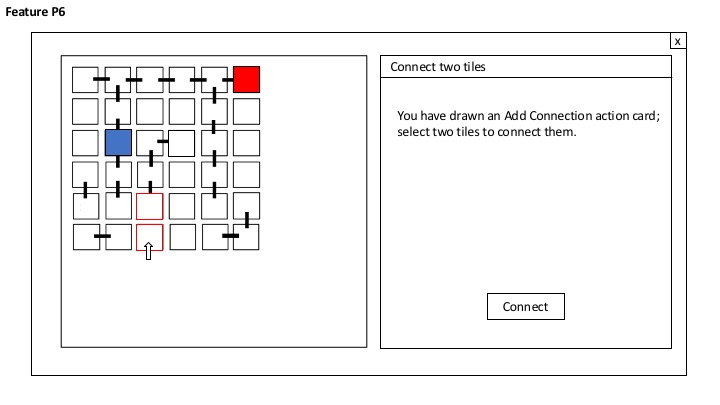 Feature P6
x
Connect two tiles
You have drawn an Add Connection action card;
select two tiles to connect them.
Connect